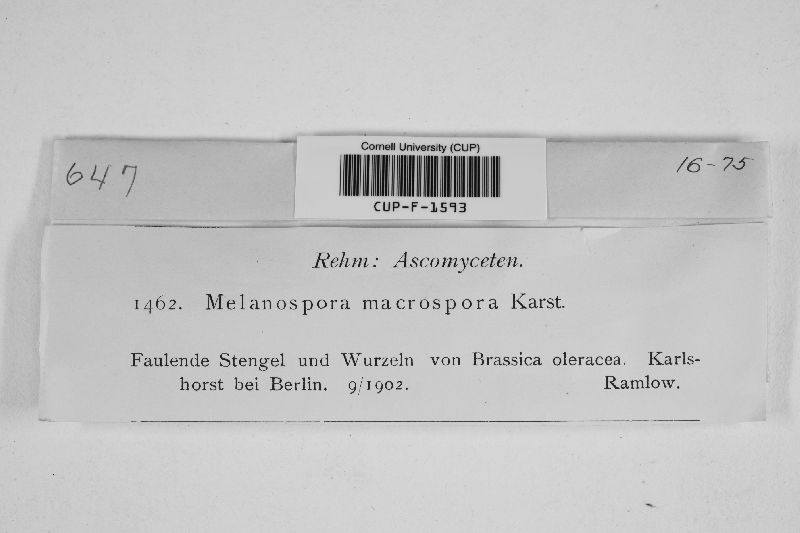 647
Cornell University (CUP)
CUP-F-1593
16-75
Rehm: Ascomyceten.
1462. Melanospora macrospora Karst.
Faulende Stengel und Wurzeln von Brassica oleracea. Karls-
horst bei Berlin. 9/1902. Ramlow.